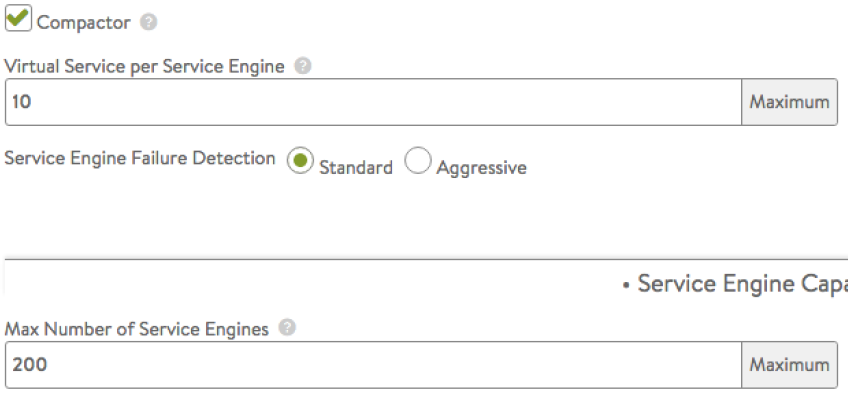 Compactor ?
Virtual Service per Service Engine ?
10 Maximum
Service Engine Failure Detection Standard Aggressive
• Service Engine Capa
Max Number of Service Engines ?
200 Maximum